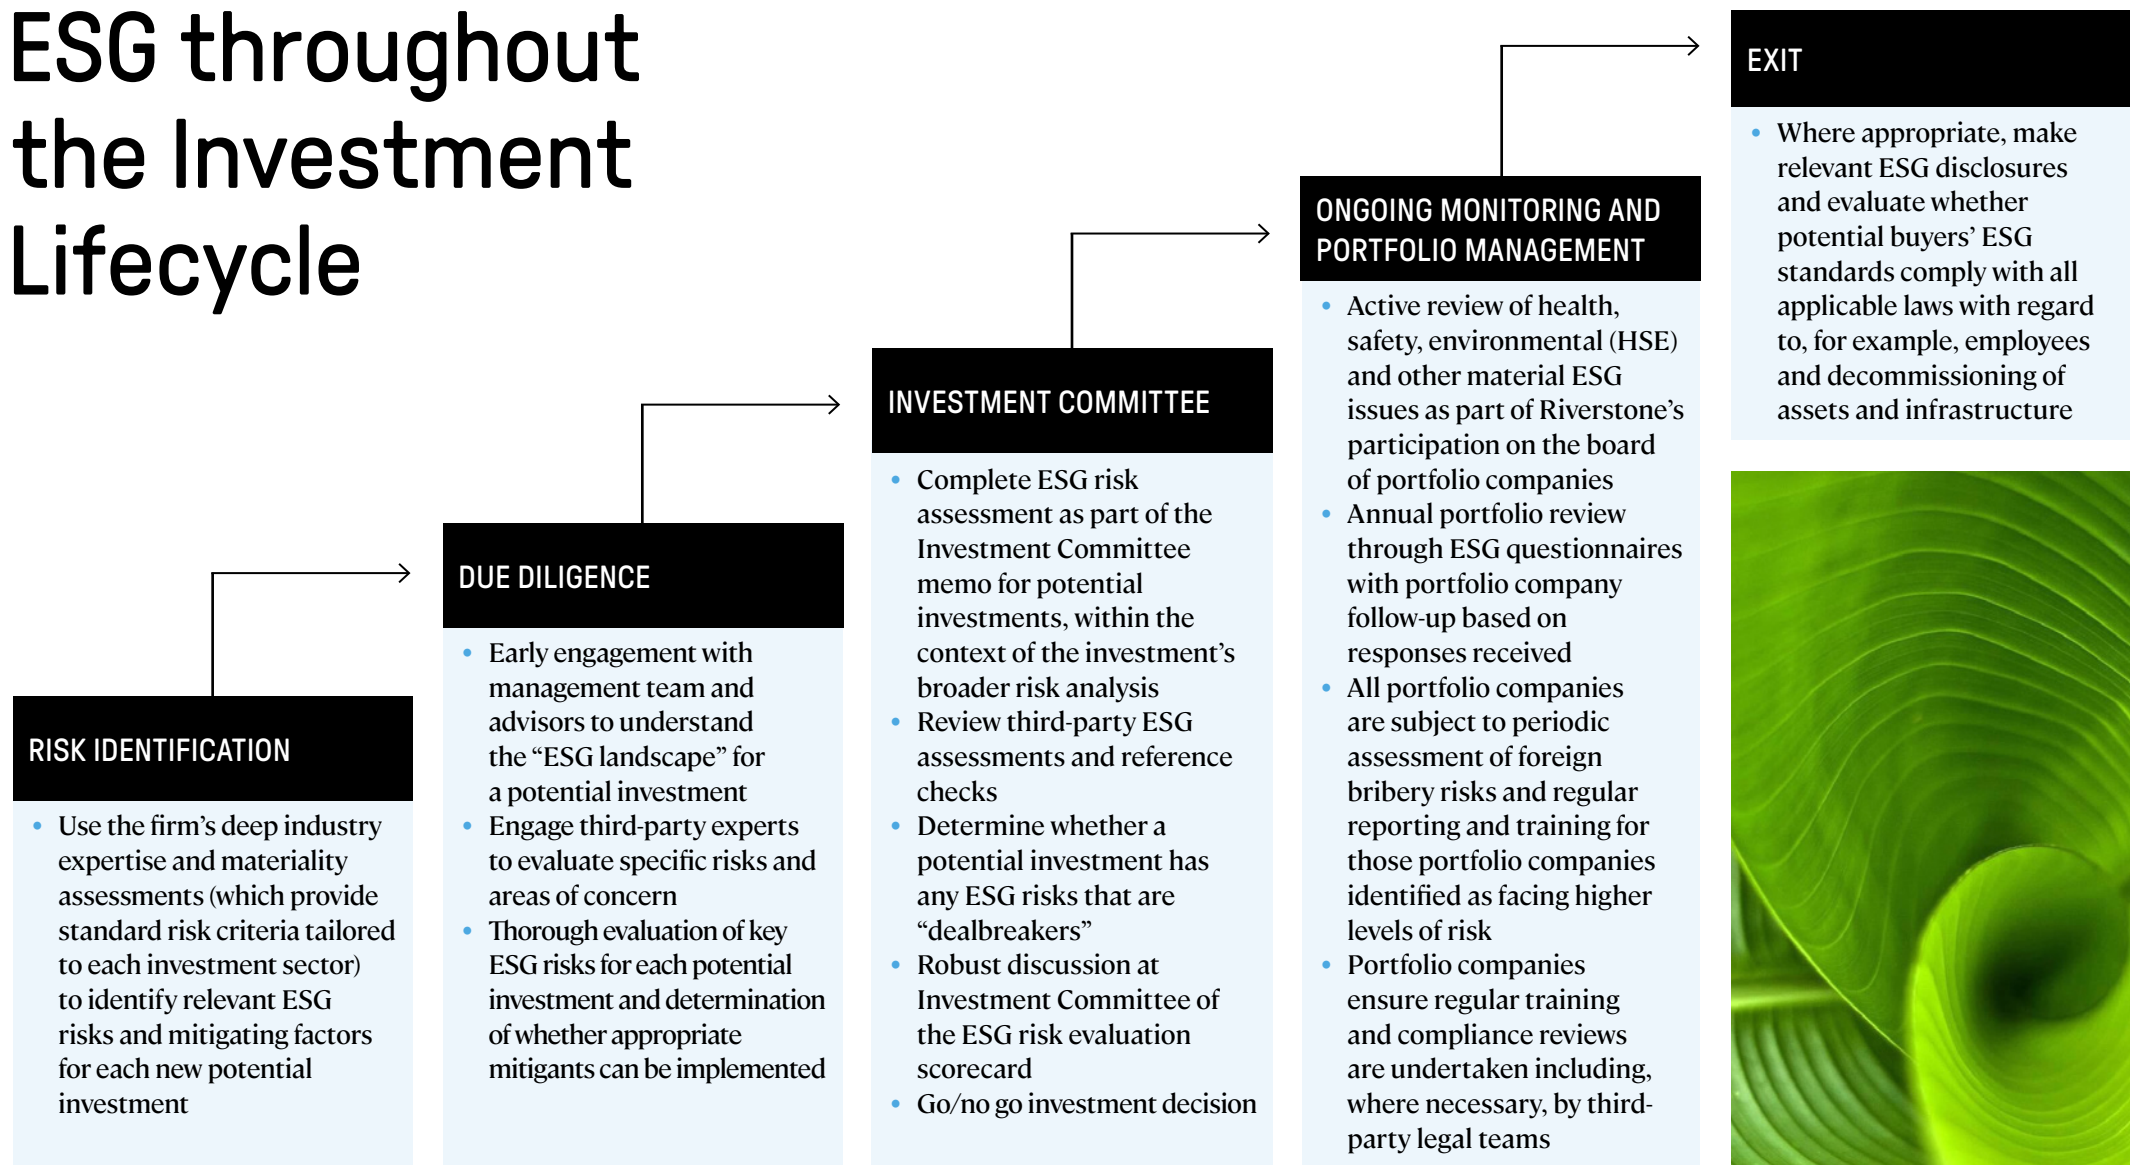 ESG throughout
the Investment
Lifecycle
RISK IDENTIFICATION
• Use the firm’s deep industry
expertise and materiality
assessments (which provide
standard risk criteria tailored
to each investment sector)
to identify relevant ESG
risks and mitigating factors
for each new potential
investment
DUE DILIGENCE
• Early engagement with
management team and
advisors to understand
the “ESG landscape” for
a potential investment
• Engage third-party experts
to evaluate specific risks and
areas of concern
• Thorough evaluation of key
ESG risks for each potential
investment and determination
of whether appropriate
mitigants can be implemented
INVESTMENT COMMITTEE
• Complete ESG risk
assessment as part of the
Investment Committee
memo for potential
investments, within the
context of the investment’s
broader risk analysis
• Review third-party ESG
assessments and reference
checks
• Determine whether a
potential investment has
any ESG risks that are
“dealbreakers”
• Robust discussion at
Investment Committee of
the ESG risk evaluation
scorecard
• Go/no go investment decision
ONGOING MONITORING AND
PORTFOLIO MANAGEMENT
• Active review of health,
safety, environmental (HSE)
and other material ESG
issues as part of Riverstone’s
participation on the board
of portfolio companies
• Annual portfolio review
through ESG questionnaires
with portfolio company
follow-up based on
responses received
• All portfolio companies
are subject to periodic
assessment of foreign
bribery risks and regular
reporting and training for
those portfolio companies
identified as facing higher
levels of risk
• Portfolio companies
ensure regular training
and compliance reviews
are undertaken including,
where necessary, by third-
party legal teams
EXIT
• Where appropriate, make
relevant ESG disclosures
and evaluate whether
potential buyers’ ESG
standards comply with all
applicable laws with regard
to, for example, employees
and decommissioning of
assets and infrastructure